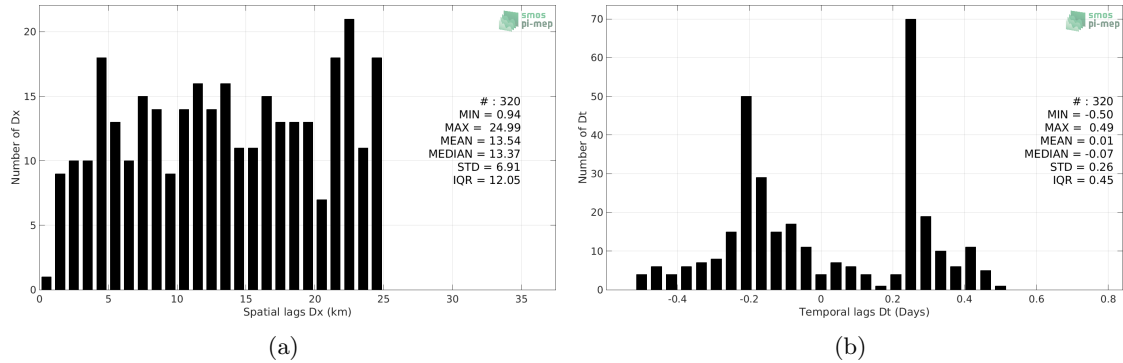 smos
pi-mep
# : 320
MIN = 0.94
MAX = 24.99
MEAN = 13.54
MEDIAN = 13.37
STD = 6.91
IQR = 12.05
Number of Dx
20
15
10
5
0
0 5 10 15 20 25 30 35
Spatial lags Dx (km)
(a)
smos
pi-mep
# : 320
MIN = -0.50
MAX = 0.49
MEAN = 0.01
MEDIAN = -0.07
STD = 0.26
IQR = 0.45
Number of Dt
70
60
50
40
30
20
10
0
-0.4 -0.2 0 0.2 0.4 0.6 0.8
Temporal lags Dt (Days)
(b)